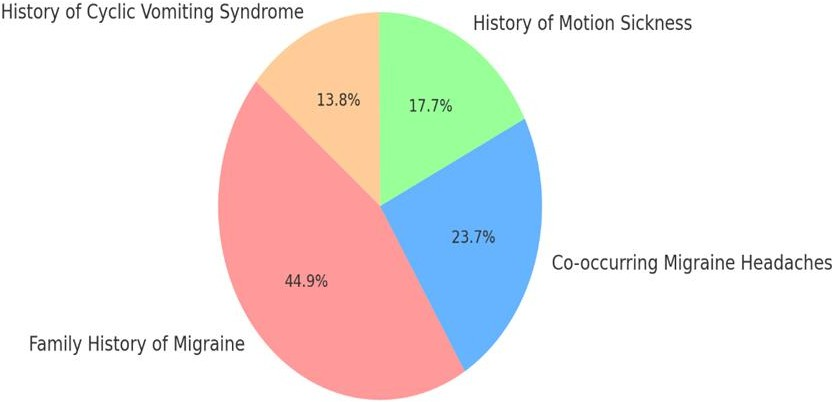 History of Cyclic Vomiting Syndrome
History of Motion Sickness
13.8%
17.7%
23.7%
Co-occurring Migraine Headaches
44.9%
Family History of Migraine